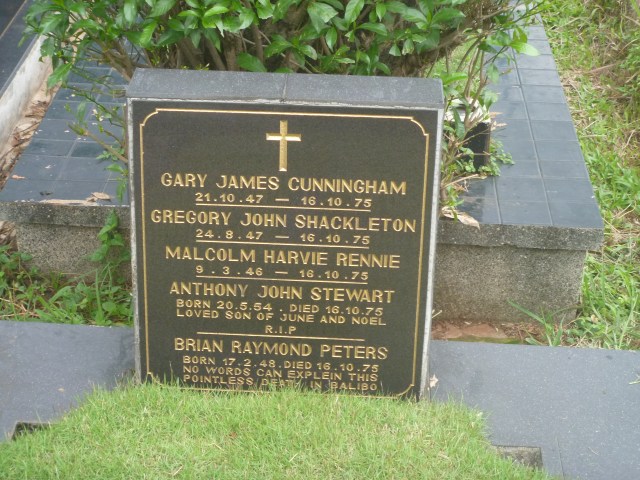 GARY JAMES CUNNINGHAM
21.10.47 — 16.10.75
GREGORY JOHN SHACKLETON
24.8.47 — 16.10.75
MALCOLM HARVIE RENNIE
9.3.46 — 16.10.75
ANTHONY JOHN STEWART
BORN 20.5.54. DIED 16.10.75
LOVED SON OF JUNE AND NOEL
R.I.P
BRIAN RAYMOND PETERS
BORN 17.2.48. DIED 16.10.75
NO WORDS CAN EXPLEIN THIS
POINTLESS DEATH IN BALIBO